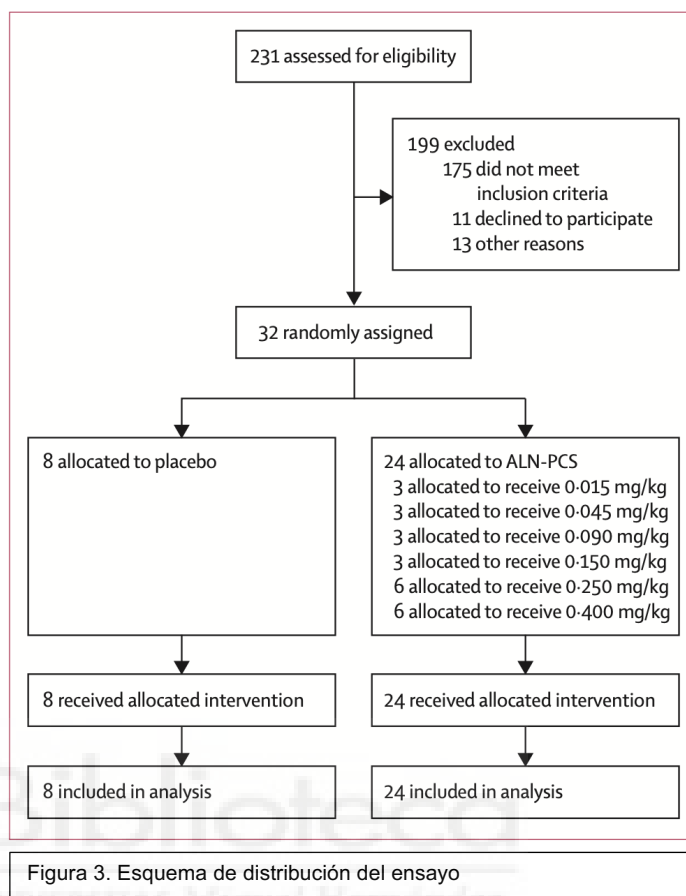 231 assessed for eligibility
199 excluded
175 did not meet
inclusion criteria
11 declined to participate
13 other reasons
32 randomly assigned
8 allocated to placebo
24 allocated to ALN-PCS
3 allocated to receive 0·015 mg/kg
3 allocated to receive 0·045 mg/kg
3 allocated to receive 0·090 mg/kg
3 allocated to receive 0·150 mg/kg
6 allocated to receive 0·250 mg/kg
6 allocated to receive 0·400 mg/kg
8 received allocated intervention
24 received allocated intervention
8 included in analysis
24 included in analysis
Biblioteca
Figura 3. Esquema de distribución del ensayo